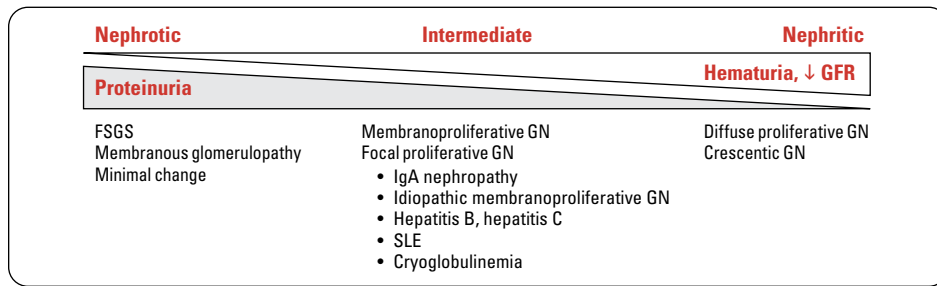 Nephrotic Intermediate Nephritic
Hematuria, ↓ GFR
Proteinuria
FSGS Membranoproliferative GN Diffuse proliferative GN
Membranous glomerulopathy Focal proliferative GN Crescentic GN
Minimal change • IgA nephropathy
• Idiopathic membranoproliferative GN
• Hepatitis B, hepatitis C
• SLE
• Cryoglobulinemia